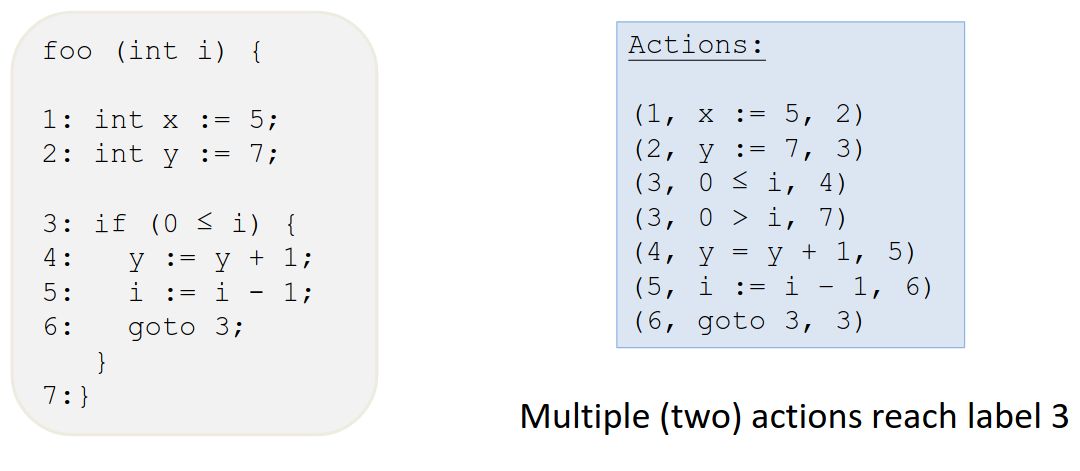 foo (int i) {
1: int x := 5;
2: int y := 7;
3: if (0 ≤ i) {
4:   y := y + 1;
5:   i := i - 1;
6:   goto 3;
}
7:}
Actions:
(1, x := 5, 2)
(2, y := 7, 3)
(3, 0 ≤ i, 4)
(3, 0 > i, 7)
(4, y = y + 1, 5)
(5, i := i – 1, 6)
(6, goto 3, 3)
Multiple (two) actions reach label 3